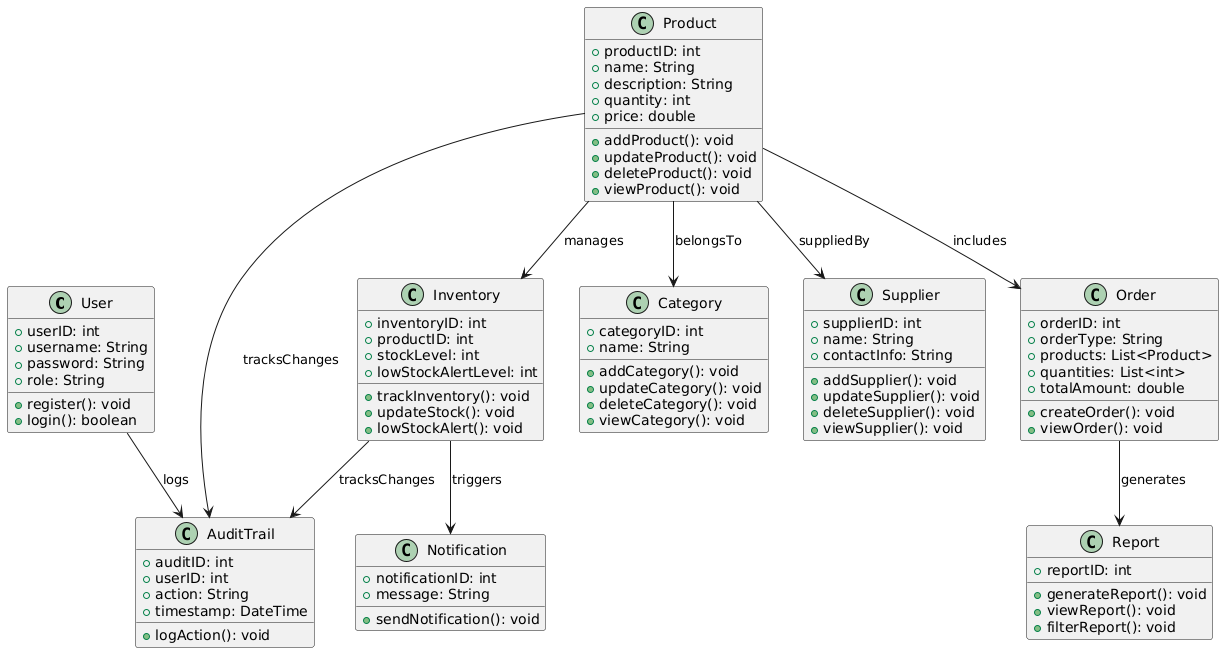 C Product
productID: int
name: String
description: String
quantity: int
price: double
addProduct(): void
updateProduct(): void
deleteProduct(): void
viewProduct(): void
manages
belongsTo
suppliedBy
includes
C User
userID: int
username: String
password: String
role: String
register(): void
login(): boolean
tracksChanges
C Inventory
inventoryID: int
productID: int
stockLevel: int
lowStockAlertLevel: int
trackInventory(): void
updateStock(): void
lowStockAlert(): void
C Category
categoryID: int
name: String
addCategory(): void
updateCategory(): void
deleteCategory(): void
viewCategory(): void
C Supplier
supplierID: int
name: String
contactInfo: String
addSupplier(): void
updateSupplier(): void
deleteSupplier(): void
viewSupplier(): void
C Order
orderID: int
orderType: String
products: List<Product>
quantities: List<int>
totalAmount: double
createOrder(): void
viewOrder(): void
logs
tracksChanges
triggers
generates
C AuditTrail
auditID: int
userID: int
action: String
timestamp: DateTime
logAction(): void
C Notification
notificationID: int
message: String
sendNotification(): void
C Report
reportID: int
generateReport(): void
viewReport(): void
filterReport(): void